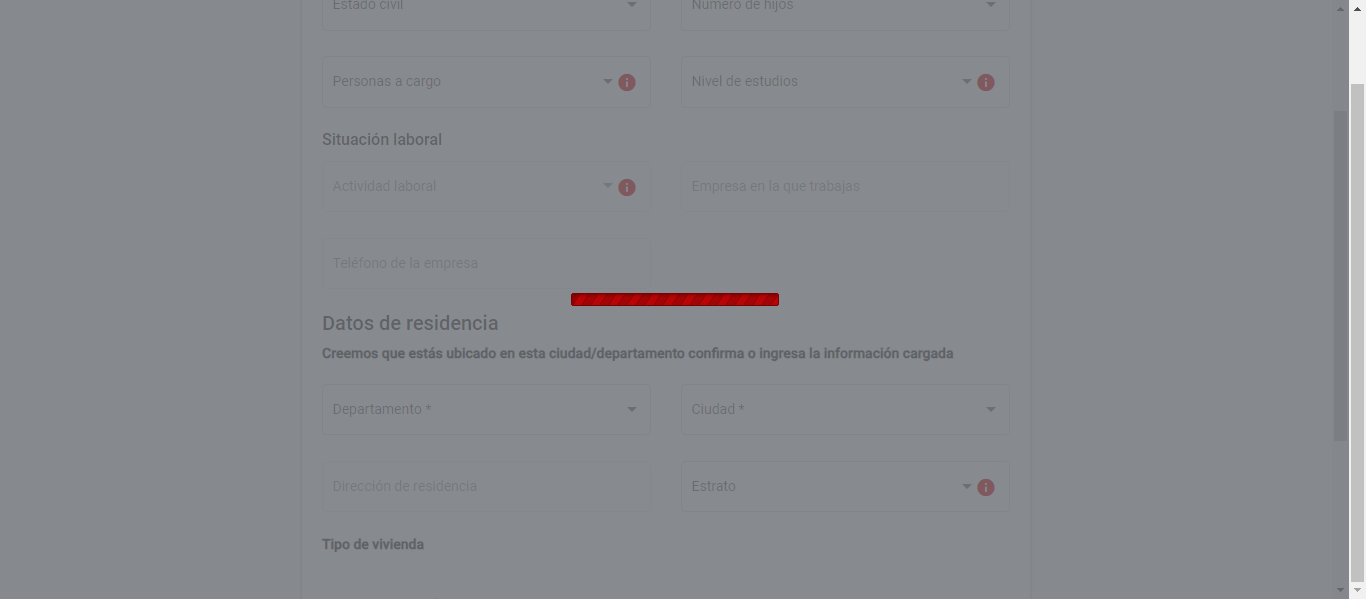 Estado civil
Número de hijos
Personas a cargo
Nivel de estudios
Situación laboral
Actividad laboral
Empresa en la que trabajas
Teléfono de la empresa
Datos de residencia
Creemos que estás ubicado en esta ciudad/departamento confirma o ingresa la información cargada
Departamento *
Ciudad *
Dirección de residencia
Estrato
Tipo de vivienda